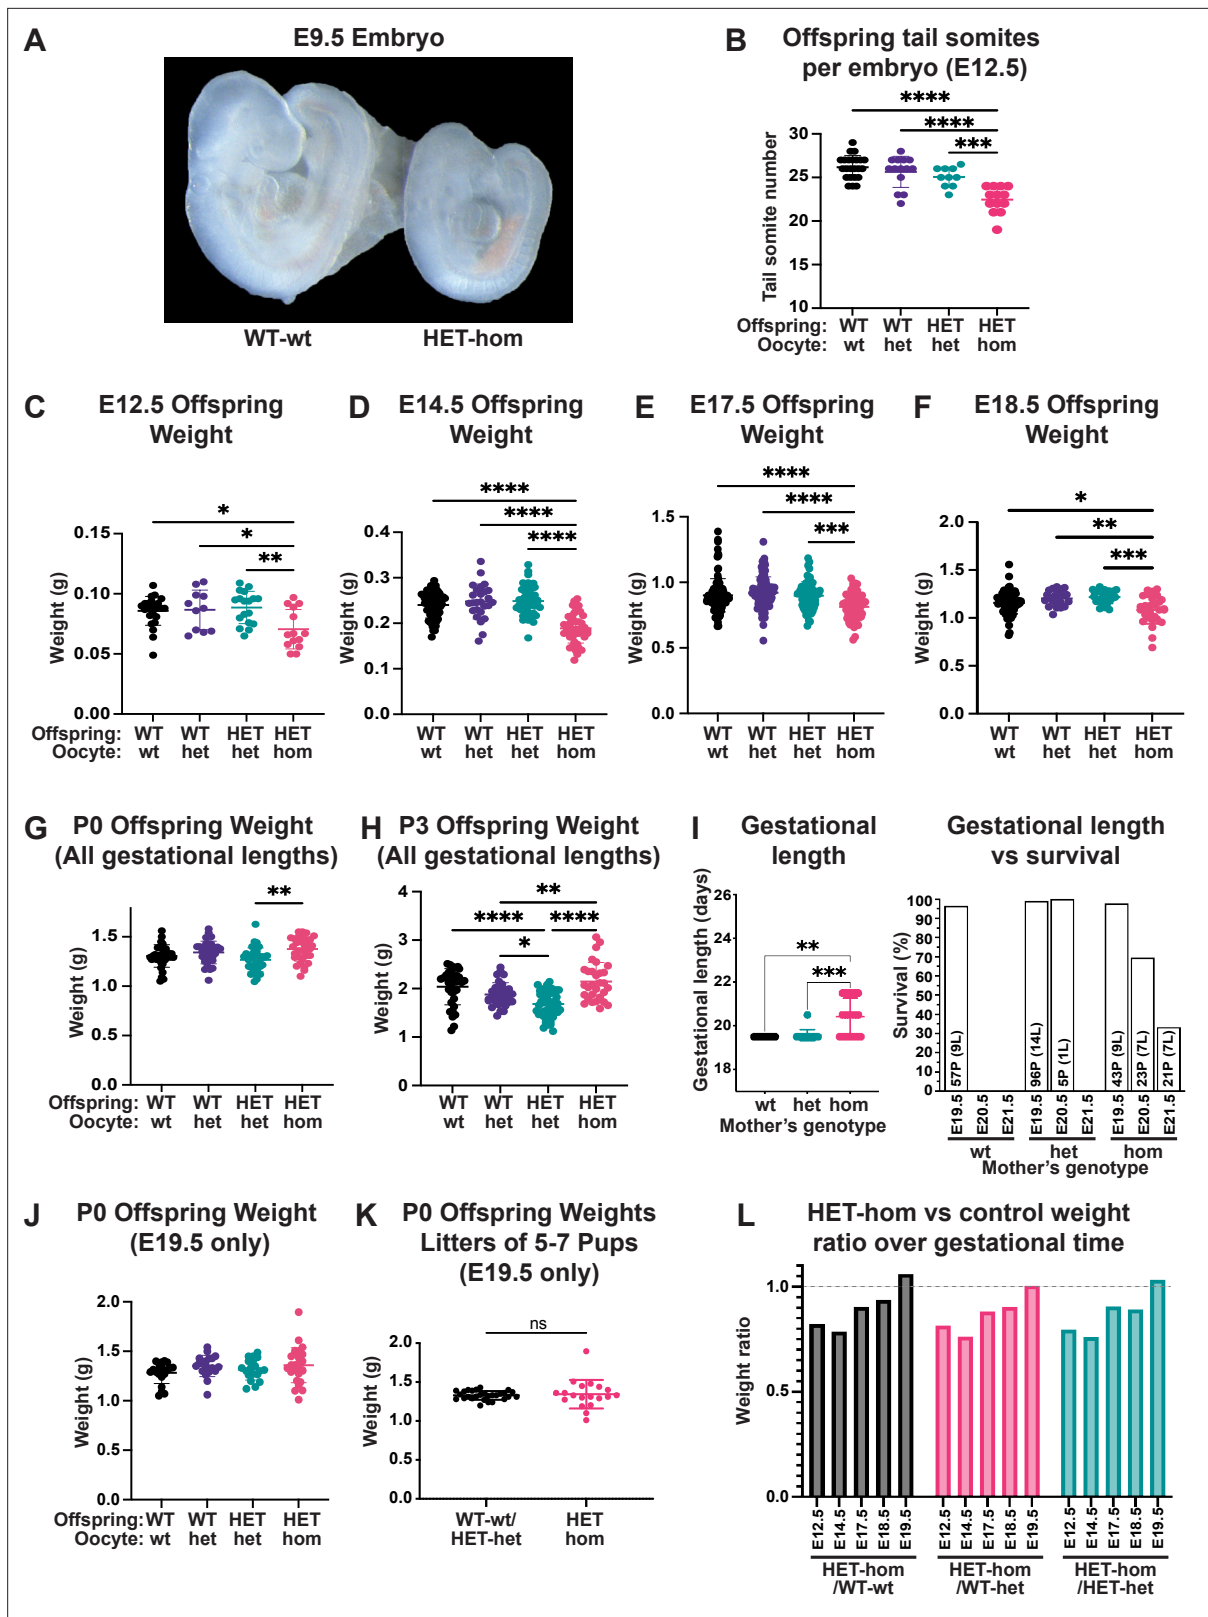 A
E9.5 Embryo
WT-wt
HET-hom
B
Offspring tail somites
per embryo (E12.5)
****
****
***
Tail somite number
30
25
20
15
10
Offspring: WT WT HET HET
Oocyte: wt het het hom
C
E12.5 Offspring
Weight
*
*
**
Weight (g)
0.15
0.10
0.05
0.00
Offspring: WT WT HET HET
Oocyte: wt het het hom
D
E14.5 Offspring
Weight
****
****
****
Weight (g)
0.4
0.3
0.2
0.1
0.0
WT WT HET HET
wt het het hom
E
E17.5 Offspring
Weight
****
****
***
Weight (g)
1.5
1.0
0.5
0.0
WT WT HET HET
wt het het hom
F
E18.5 Offspring
Weight
*
**
***
Weight (g)
2.0
1.5
1.0
0.5
0.0
WT WT HET HET
wt het het hom
G
P0 Offspring Weight
(All gestational lengths)
**
Weight (g)
1.5
1.0
0.5
0.0
Offspring: WT WT HET HET
Oocyte: wt het het hom
H
P3 Offspring Weight
(All gestational lengths)
**
**** ****
*
Weight (g)
4
3
2
1
0
WT WT HET HET
wt het het hom
I
Gestational
length
**
***
Gestational length (days)
26
24
22
20
18
wt het hom
Mother's genotype
Gestational length
vs survival
Survival (%)
100
90
80
70
60
50
40
30
20
10
0
57P (9L)
96P (14L)
5P (1L)
43P (9L)
23P (7L)
21P (7L)
E19.5 E20.5 E21.5 E19.5 E20.5 E21.5 E19.5 E20.5 E21.5
wt het hom
Mother's genotype
J
P0 Offspring Weight
(E19.5 only)
Weight (g)
2.0
1.5
1.0
0.5
0.0
Offspring: WT WT HET HET
Oocyte: wt het het hom
K
P0 Offspring Weights
Litters of 5-7 Pups
(E19.5 only)
ns
Weight (g)
2.0
1.5
1.0
0.5
0.0
WT-wt/ HET
HET-het hom
L
HET-hom vs control weight
ratio over gestational time
Weight ratio
1.0
0.5
0.0
E12.5 E14.5 E17.5 E18.5 E19.5 E12.5 E14.5 E17.5 E18.5 E19.5 E12.5 E14.5 E17.5 E18.5 E19.5
HET-hom HET-hom HET-hom
/WT-wt /WT-het /HET-het